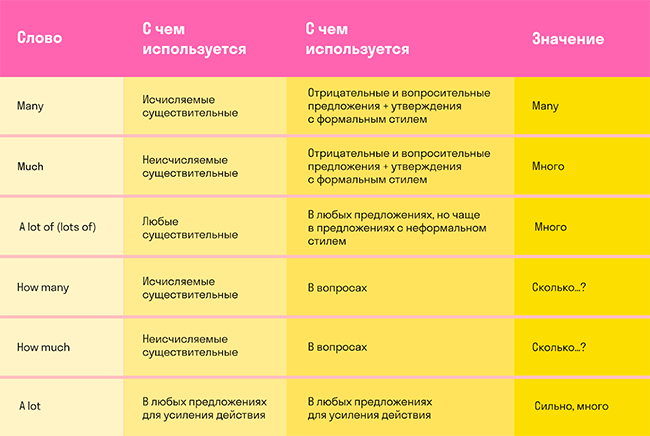 Слово
С чем
используется
С чем
используется
Значение
Many
Исчисляемые
существительные
Отрицательные и вопросительные
предложения + утверждения
с формальным стилем
Many
Much
Неисчисляемые
существительные
Отрицательные и вопросительные
предложения + утверждения
с формальным стилем
Много
A lot of (lots of)
Любые
существительные
В любых предложениях, но чаще
в предложениях с неформальном
стилем
Много
How many
Исчисляемые
существительные
В вопросах
Сколько...?
How much
Неисчисляемые
существительные
В вопросах
Сколько...?
A lot
В любых предложениях
для усиления действия
В любых предложениях
для усиления действия
Сильно, много